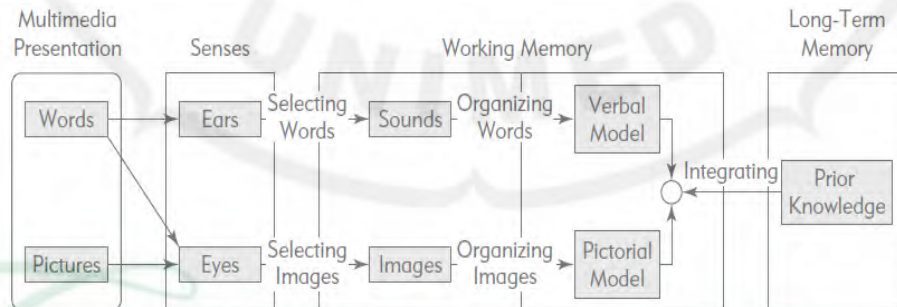 Multimedia
Presentation
Senses
Working Memory
Long-Term
Memory
UNIMED
Words
Ears
Selecting
Words
Sounds
Organizing
Words
Verbal
Model
Integrating
Prior
Knowledge
Pictures
Eyes
Selecting
Images
Images
Organizing
Images
Pictorial
Model